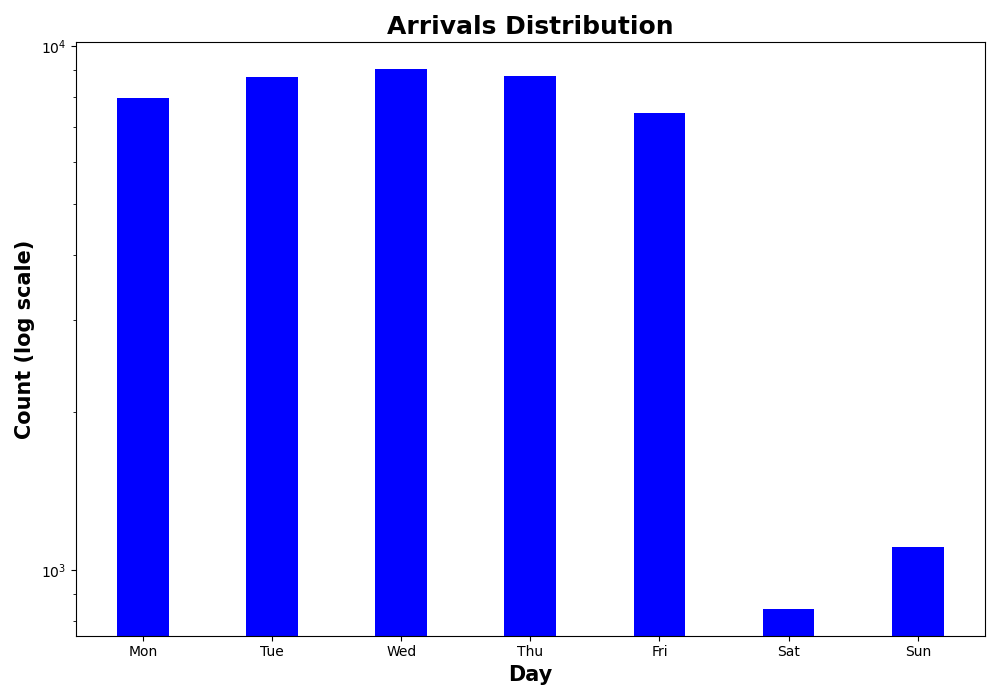 Arrivals Distribution
Count (log scale)
10⁴
10³
Mon Tue Wed Thu Fri Sat Sun
Day